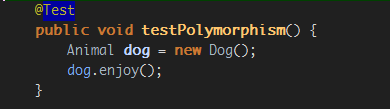 @Test
public void testPolymorphism() {
    Animal dog = new Dog();
    dog.enjoy();
}